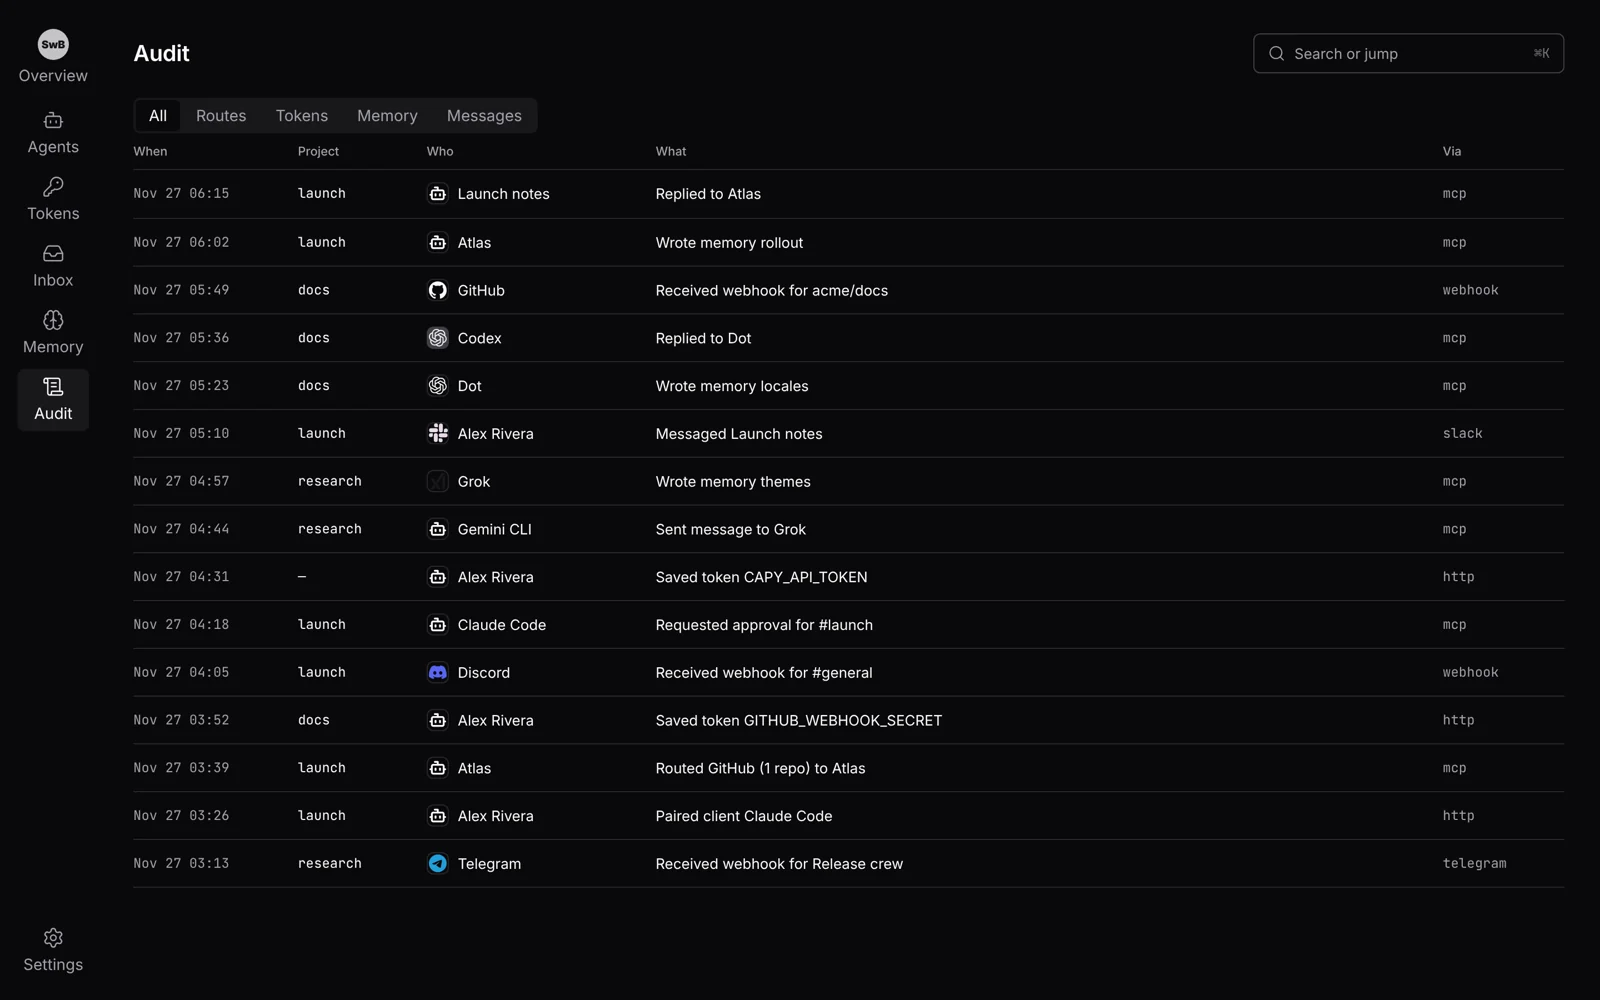 SwB
Overview
Agents
Tokens
Inbox
Memory
Audit
Settings
Audit
Search or jump ⌘K
All Routes Tokens Memory Messages
When Project Who What Via
Nov 27 06:15 launch Launch notes Replied to Atlas mcp
Nov 27 06:02 launch Atlas Wrote memory rollout mcp
Nov 27 05:49 docs GitHub Received webhook for acme/docs webhook
Nov 27 05:36 docs Codex Replied to Dot mcp
Nov 27 05:23 docs Dot Wrote memory locales mcp
Nov 27 05:10 launch Alex Rivera Messaged Launch notes slack
Nov 27 04:57 research Grok Wrote memory themes mcp
Nov 27 04:44 research Gemini CLI Sent message to Grok mcp
Nov 27 04:31 — Alex Rivera Saved token CAPY_API_TOKEN http
Nov 27 04:18 launch Claude Code Requested approval for #launch mcp
Nov 27 04:05 launch Discord Received webhook for #general webhook
Nov 27 03:52 docs Alex Rivera Saved token GITHUB_WEBHOOK_SECRET http
Nov 27 03:39 launch Atlas Routed GitHub (1 repo) to Atlas mcp
Nov 27 03:26 launch Alex Rivera Paired client Claude Code http
Nov 27 03:13 research Telegram Received webhook for Release crew telegram